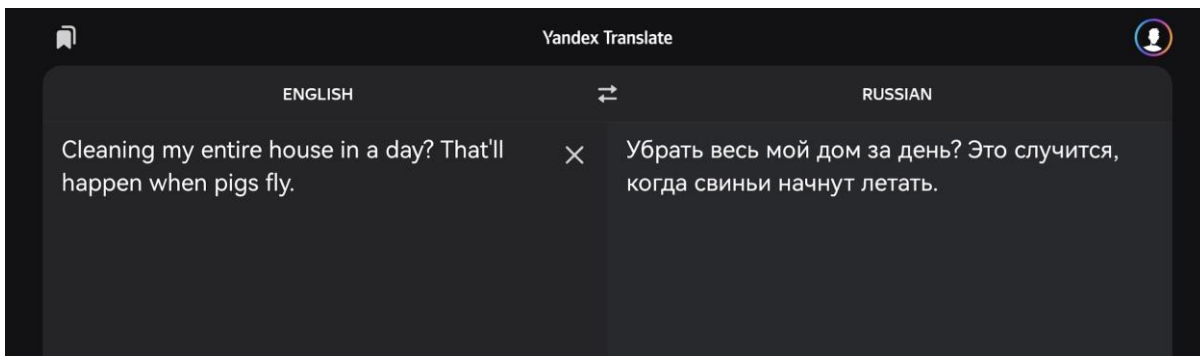 Yandex Translate
ENGLISH
RUSSIAN
Cleaning my entire house in a day? That'll
happen when pigs fly.
Убрать весь мой дом за день? Это случится,
когда свиньи начнут летать.